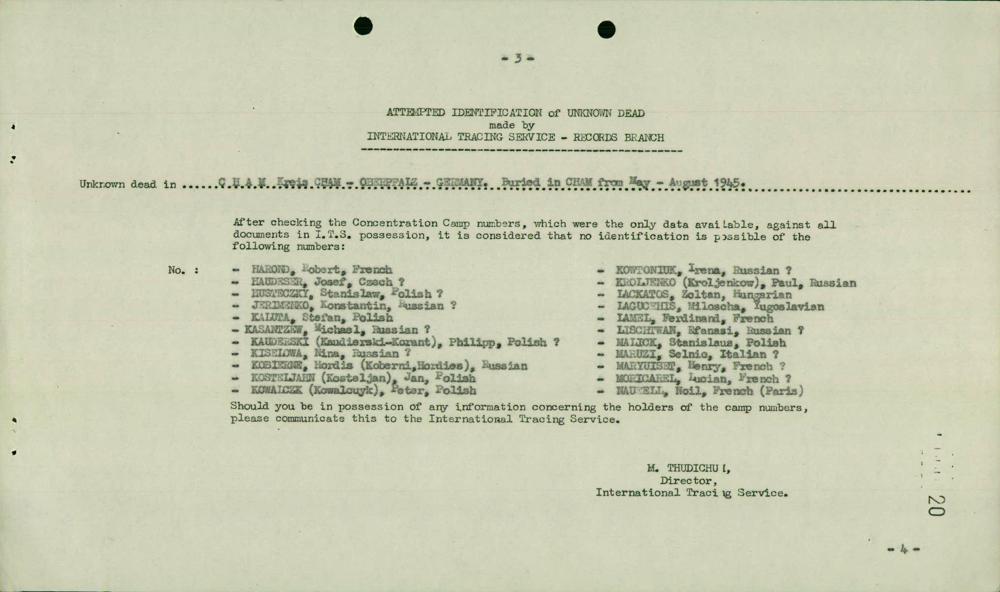 - 3 -
ATTEMPTED IDENTIFICATION of UNKNOWN DEAD
made by
INTERNATIONAL TRACING SERVICE - RECORDS BRANCH
Unknown dead in ...... C H A M Kreis CHAM - OBERPFALZ - GERMANY. Buried in CHAM from May - August 1945.
After checking the Concentration Camp numbers, which were the only data available, against all
documents in I.T.S. possession, it is considered that no identification is possible of the
following numbers:
No. :
- HAROND, Robert, French
- HAUDESER, Josef, Czech ?
- HUSTECZKY, Stanislaw, Polish ?
- JERIMENKO, Konstantin, Russian ?
- KALUTA, Stefan, Polish
- KASANTZEW, Michael, Russian ?
- KAUDERSKI (Kaudierski-Korant), Philipp, Polish ?
- KISELOWA, Nina, Russian ?
- KOBIERNE, Hordis (Koberni,Hordies), Russian
- KOSTELJAHN (Kosteljan), Jan, Polish
- KOWALCZK (Kowalcuyk), Peter, Polish
- KOWTONIUK, Irena, Russian ?
- KROLJENKO (Kroljenkow), Paul, Russian
- LACKATOS, Zoltan, Hungarian
- Miloscha, Yugoslavian
- LAMEL, Ferdinand, French
- LISCHTWAN, Efanasi, Russian ?
- MALICK, Stanislaus, Polish
- MARUZI, Selnio, Italian ?
- MARYUISET, Henry, French ?
- MORICAREL, Lucian, French ?
- Noil, French (Paris)
Should you be in possession of any information concerning the holders of the camp numbers,
please communicate this to the International Tracing Service.
M. THUDICHUM,
Director,
International Tracing Service.
20
- 4 -